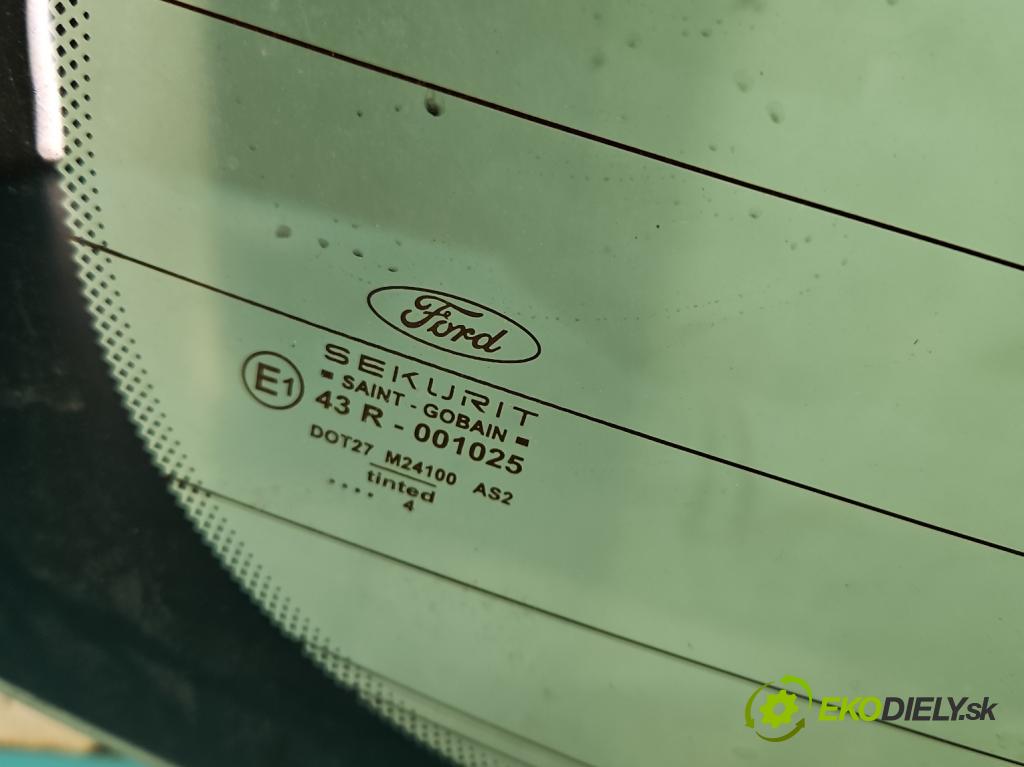 Ford
SEKURIT
SAINT - GOBAIN
E1
43 R - 001025
DOT27 M24100 AS2
tinted
.... 4
EKODIELY.sk